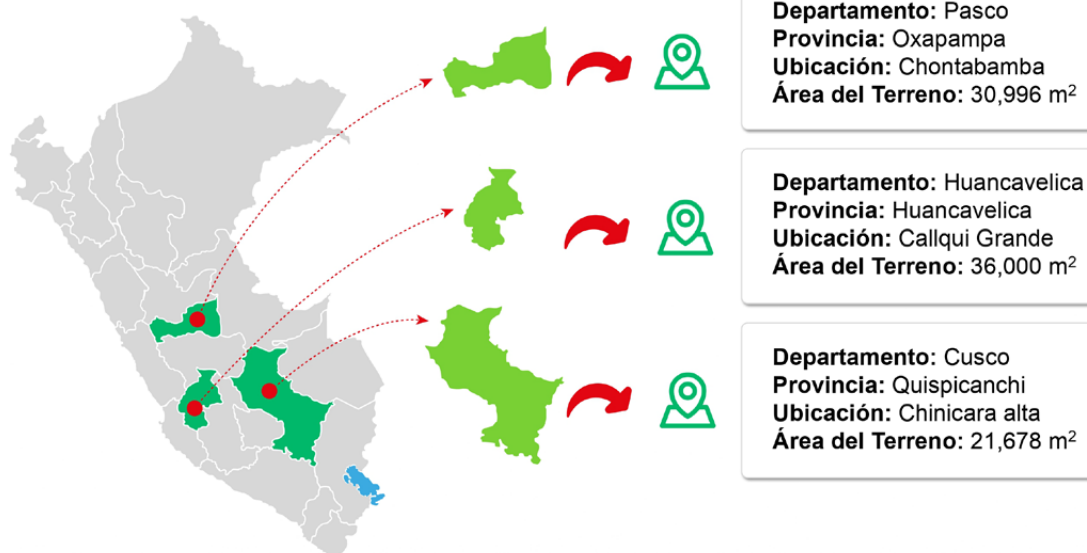 Departamento: Pasco
Provincia: Oxapampa
Ubicación: Chontabamba
Área del Terreno: 30,996 m²
Departamento: Huancavelica
Provincia: Huancavelica
Ubicación: Callqui Grande
Área del Terreno: 36,000 m²
Departamento: Cusco
Provincia: Quispicanchi
Ubicación: Chinicara alta
Área del Terreno: 21,678 m²